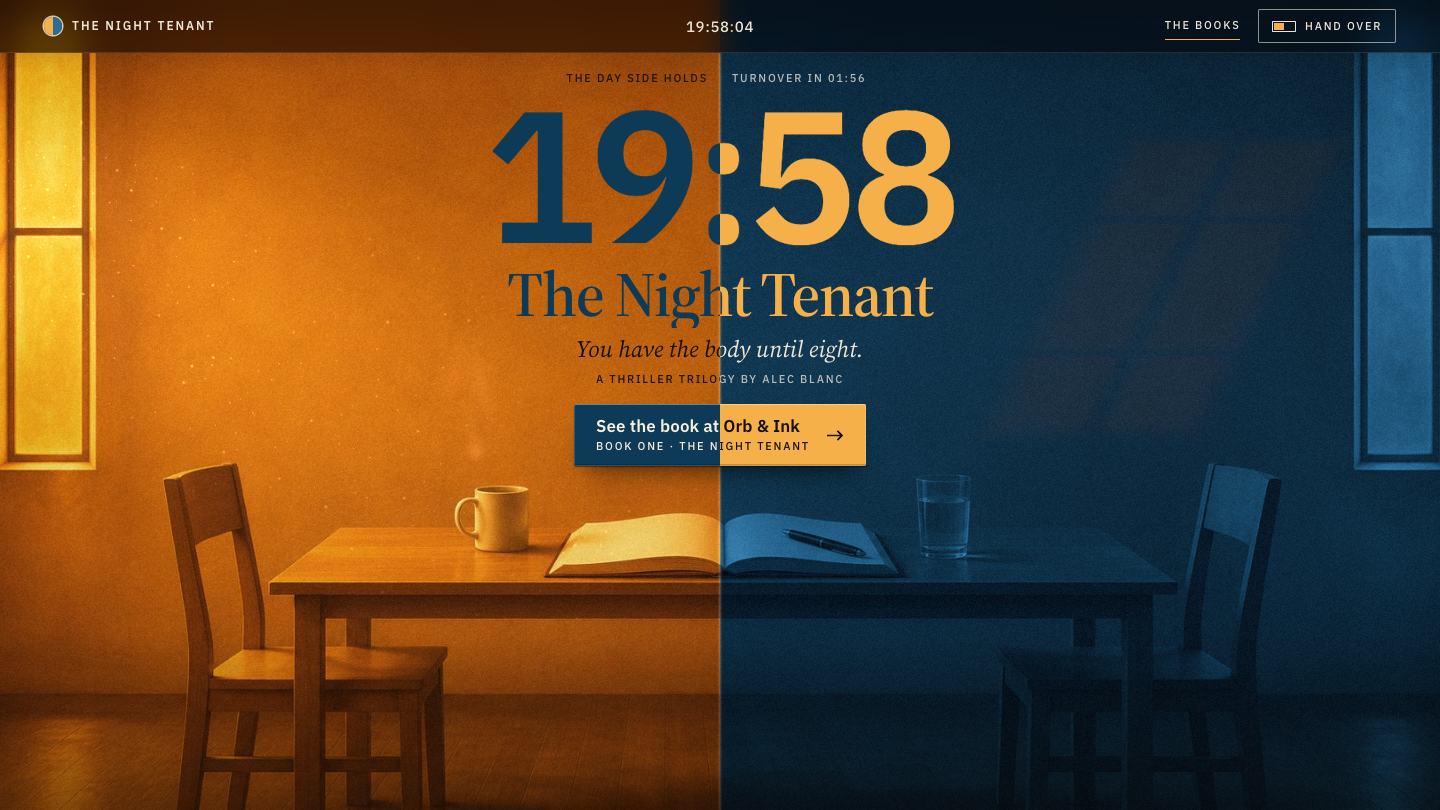 THE NIGHT TENANT
19:58:04
THE BOOKS
HAND OVER
THE DAY SIDE HOLDS
TURNOVER IN 01:56
19:58
The Night Tenant
You have the body until eight.
A THRILLER TRILOGY BY ALEC BLANC
See the book at Orb & Ink
BOOK ONE · THE NIGHT TENANT